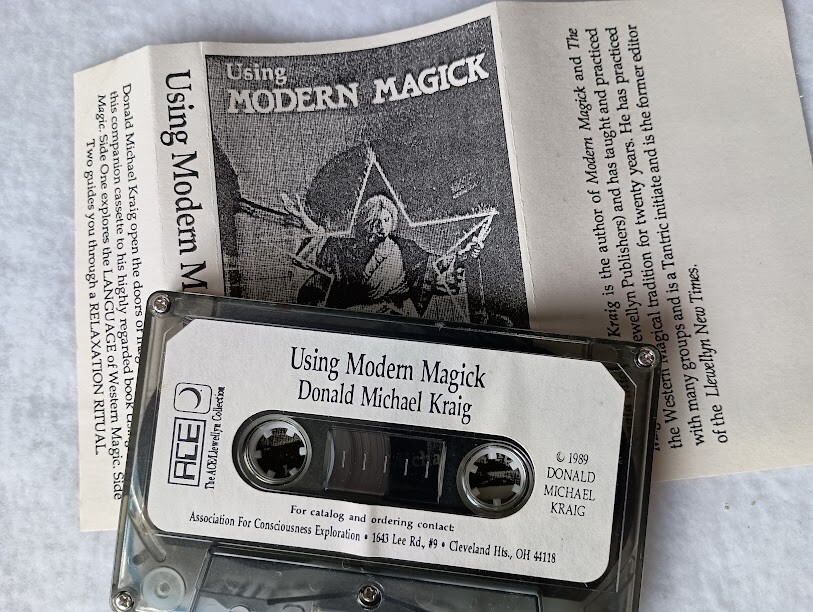 Donald Michael Kraig open the doors of
this companion cassette to his highly regarded book
Magic. Side One explores the LANGUAGE of Western Magic. Side
Two guides you through a RELAXATION RITUAL
Using Modern M
Using
MODERN MAGICK
Kraig is the author of Modern Magick and The
ewellyn Publishers) and has taught and practiced
the Western Magical tradition for twenty years. He has practiced
with many groups and is a Tantric initiate and is the former editor
of the Llewellyn New Times.
Using Modern Magick
Donald Michael Kraig
ACE
The ACE/Llewellyn Collection
© 1989
DONALD
MICHAEL
KRAIG
For catalog and ordering contact:
Association For Consciousness Exploration • 1643 Lee Rd., #9 • Cleveland Hts., OH 44118